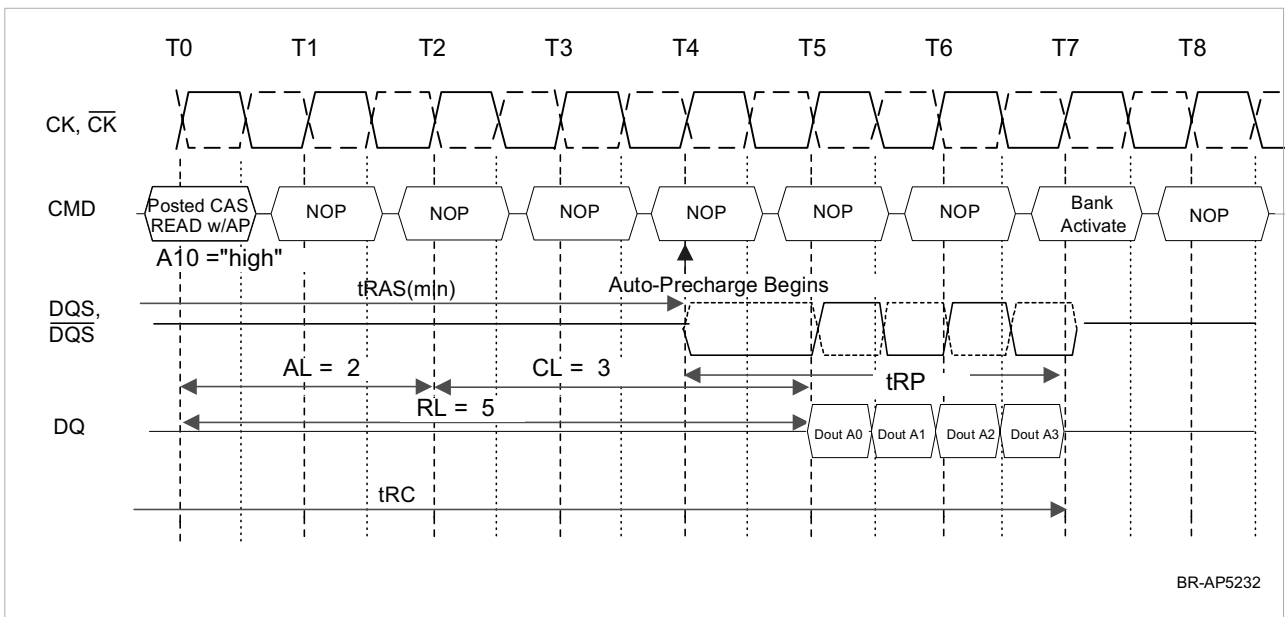 T0 T1 T2 T3 T4 T5 T6 T7 T8
CK, CK
CMD
Posted CAS
READ w/AP
NOP NOP NOP NOP NOP NOP
Bank
Activate
NOP
A10 ="high"
tRAS(mIn)
Auto-Precharge Begins
DQS,
DQS
AL = 2
CL = 3
tRP
RL = 5
DQ
Dout A0 Dout A1 Dout A2 Dout A3
tRC
BR-AP5232